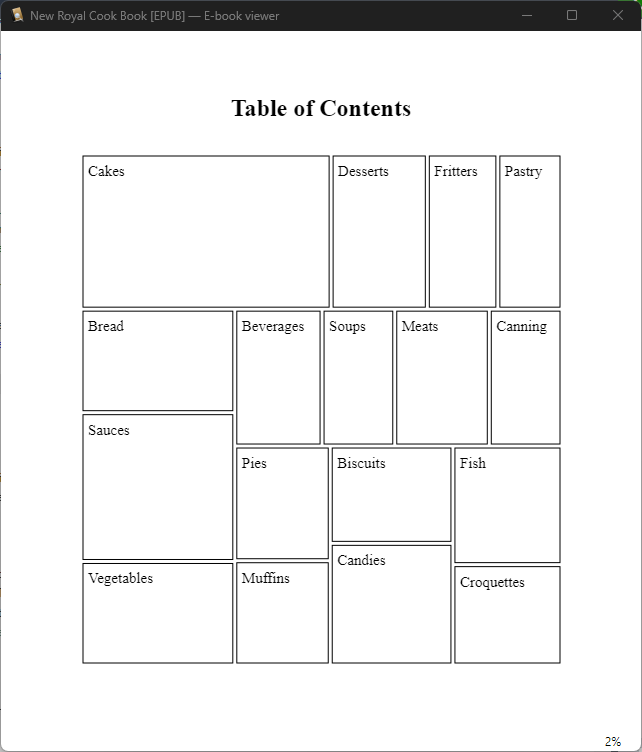 New Royal Cook Book [EPUB] — E-book viewer
Table of Contents
Cakes
Desserts
Fritters
Pastry
Bread
Beverages
Soups
Meats
Canning
Sauces
Pies
Biscuits
Fish
Candies
Vegetables
Muffins
Croquettes
2%